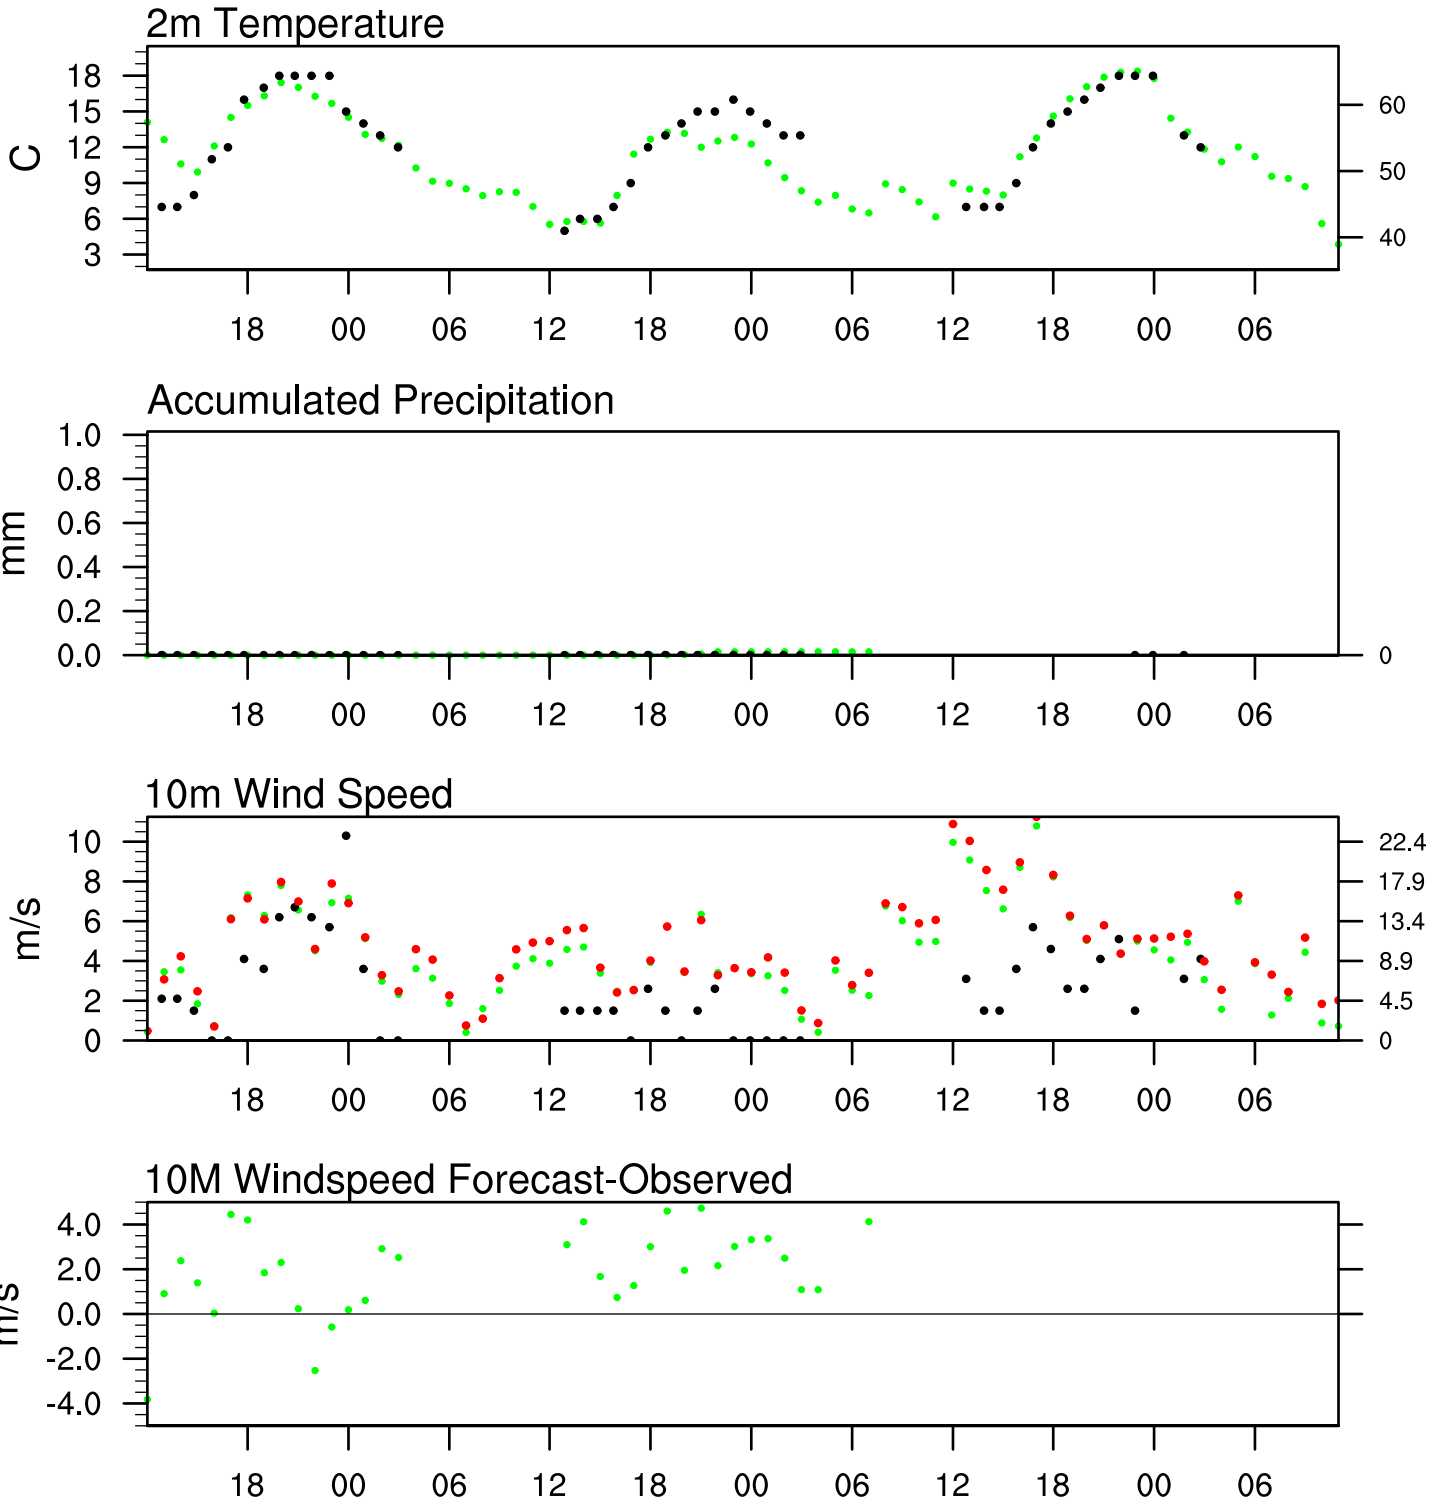 2m Temperature
C
18
15
12
9
6
3
60
50
40
18 00 06 12 18 00 06 12 18 00 06
Accumulated Precipitation
mm
1.0
0.8
0.6
0.4
0.2
0.0
0
18 00 06 12 18 00 06 12 18 00 06
10m Wind Speed
m/s
10
8
6
4
2
0
22.4
17.9
13.4
8.9
4.5
0
18 00 06 12 18 00 06 12 18 00 06
10M Windspeed Forecast-Observed
m/s
4.0
2.0
0.0
-2.0
-4.0
18 00 06 12 18 00 06 12 18 00 06